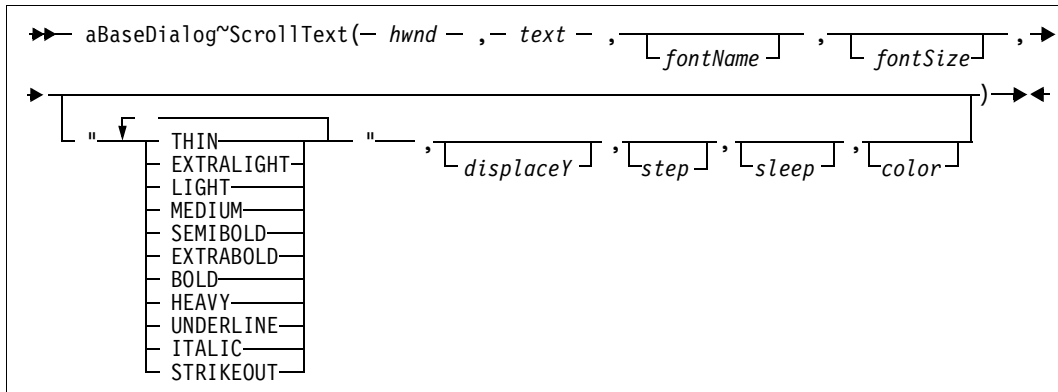 aBaseDialog~ScrollText( hwnd , text , fontName , fontSize ,
" THIN " , displaceY , step , sleep , color )
EXTRALIGHT
LIGHT
MEDIUM
SEMIBOLD
EXTRABOLD
BOLD
HEAVY
UNDERLINE
ITALIC
STRIKEOUT